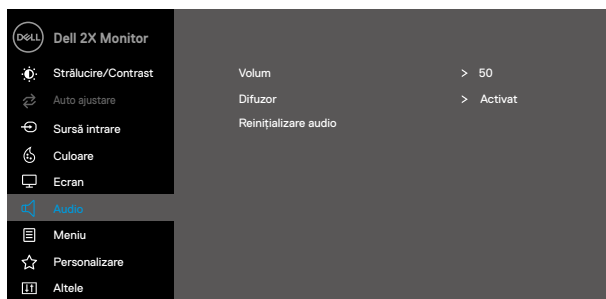 DELL Dell 2X Monitor
Strălucire/Contrast
Auto ajustare
Sursă intrare
Culoare
Ecran
Audio
Meniu
Personalizare
Altele
Volum > 50
Difuzor > Activat
Reinițializare audio